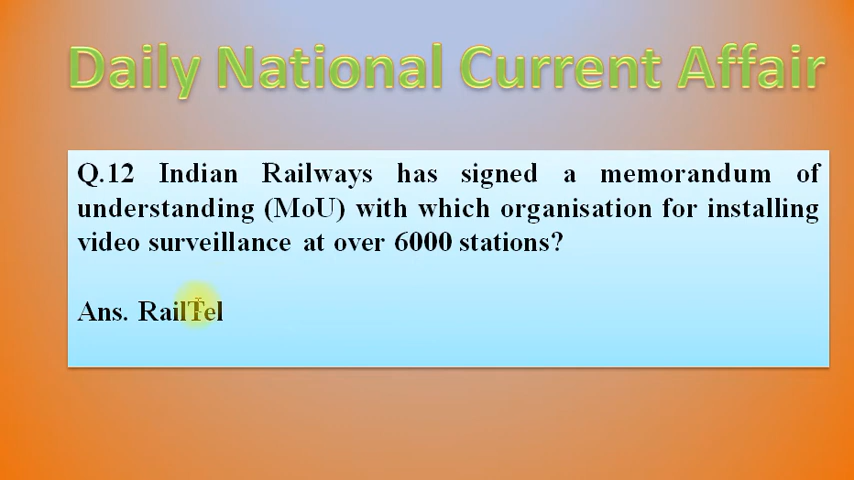 Daily National Current Affair
Q.12 Indian Railways has signed a memorandum of
understanding (MoU) with which organisation for installing
video surveillance at over 6000 stations?
Ans. RailTel